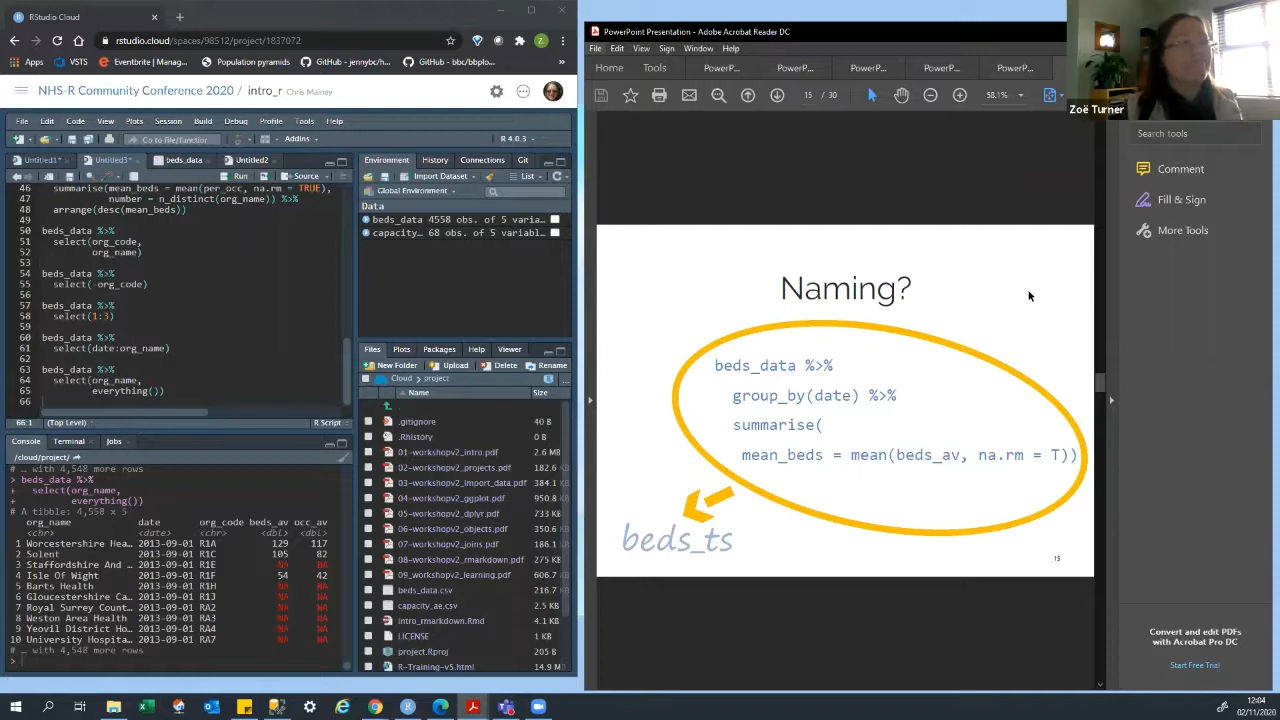 RStudio Cloud
rstudio.cloud/spaces/98512/project/1837072
Apps
VSTS
Eventbrite | Manag...
Population pyramids
GitHub - jennybc/h...
GitHub - bbc/bbplo...
NHS-R Community Conference 2020 / intro_r Chris Mainey
File Edit Code View Plots Session Build Debug Profile Tools Help
Go to file/function
Addins
R 4.0.3
Untitled1*
Untitled3*
beds_data
Untitled2
Run
Source
46 summarise(mean_beds = mean(per_occ, na.rm = TRUE),
47 number = n_distinct(org_name)) %>%
48 arrange(desc(mean_beds))
49
50 beds_data %>%
51 select(org_code,
52 org_name)
53
54 beds_data %>%
55 select(-org_code)
56
57 beds_data %>%
58 select(1:3)
59
60 beds_data %>%
61 select(date:org_name)
62
63 beds_data %>%
64 select(org_name,
65 everything())
66
66:1 (Top Level) R Script
Console Terminal Jobs
/cloud/project/
# … with 4,548 more rows
> beds_data %>%
+ select(org_name,
+ everything())
# A tibble: 4,558 x 5
org_name date org_code beds_av occ_av
<chr> <date> <chr> <dbl> <dbl>
1 Worcestershire Hea… 2013-09-01 R1A 129 117
2 Solent 2013-09-01 R1C 105 82
3 Staffordshire And … 2013-09-01 R1E NA NA
4 Isle Of Wight 2013-09-01 R1F 54 42
5 Barts Health 2013-09-01 R1H NA NA
6 Gloucestershire Ca… 2013-09-01 R1J NA NA
7 Royal Surrey Count… 2013-09-01 RA2 NA NA
8 Weston Area Health 2013-09-01 RA3 NA NA
9 Yeovil District Ho… 2013-09-01 RA4 NA NA
10 University Hospita… 2013-09-01 RA7 NA NA
# … with 4,548 more rows
>
Environment History Connections Git
Import Dataset
List
Global Environment
Data
beds_data 4558 obs. of 5 varia…
capacity_… 68 obs. of 5 variabl…
Files Plots Packages Help Viewer
New Folder Upload Delete Rename
Cloud project
Name Size
..
.gitignore 40 B
.Rhistory 0 B
01-workshopv2_intro.pdf 2.6 MB
02-workshopv2_projects.pdf 182.6
03-workshopv2_import_data.pdf 483.4
04-workshopv2_ggplot.pdf 950.8
05-workshopv2_dplyr.pdf
06-workshopv2_objects.pdf 350.6
07-workshopv2_joins.pdf 186.1
08-workshopv2_rmarkdown.pdf 275 KB
09_workshopv2_learning.pdf 606.7
beds_data.csv 216.7
capacity_ae.csv 2.5 KB
intro_markdown.Rmd 4.1 KB
LICENSE 1 KB
project.Rproj 205 B
R-Training-v5.html 14.9 M
PowerPoint Presentation - Adobe Acrobat Reader DC
File Edit View Sign Window Help
Home Tools PowerP... PowerP... PowerP... PowerP... PowerP...
15 / 30
58.1%
Zoë Turner
Search tools
Comment
Fill & Sign
More Tools
Naming?
beds_data %>%
group_by(date) %>%
summarise(
mean_beds = mean(beds_av, na.rm = T))
beds_ts
15
Convert and edit PDFs
with Acrobat Pro DC
Start Free Trial
12:04
02/11/2020